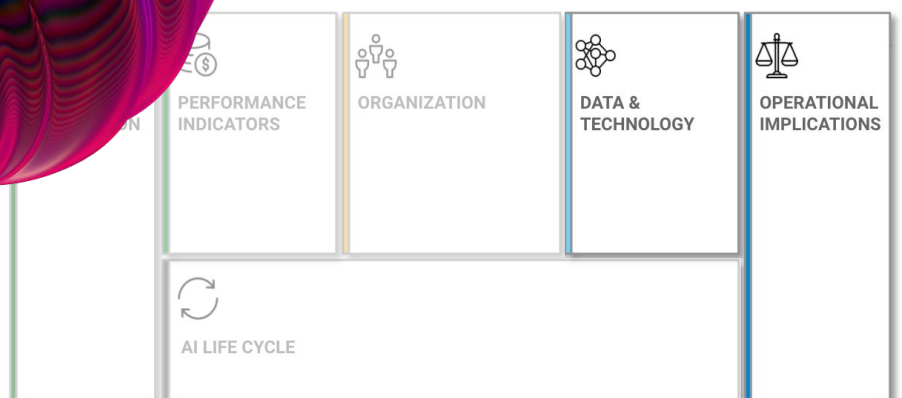 PERFORMANCE
INDICATORS
ORGANIZATION
DATA &
TECHNOLOGY
OPERATIONAL
IMPLICATIONS
AI LIFE CYCLE